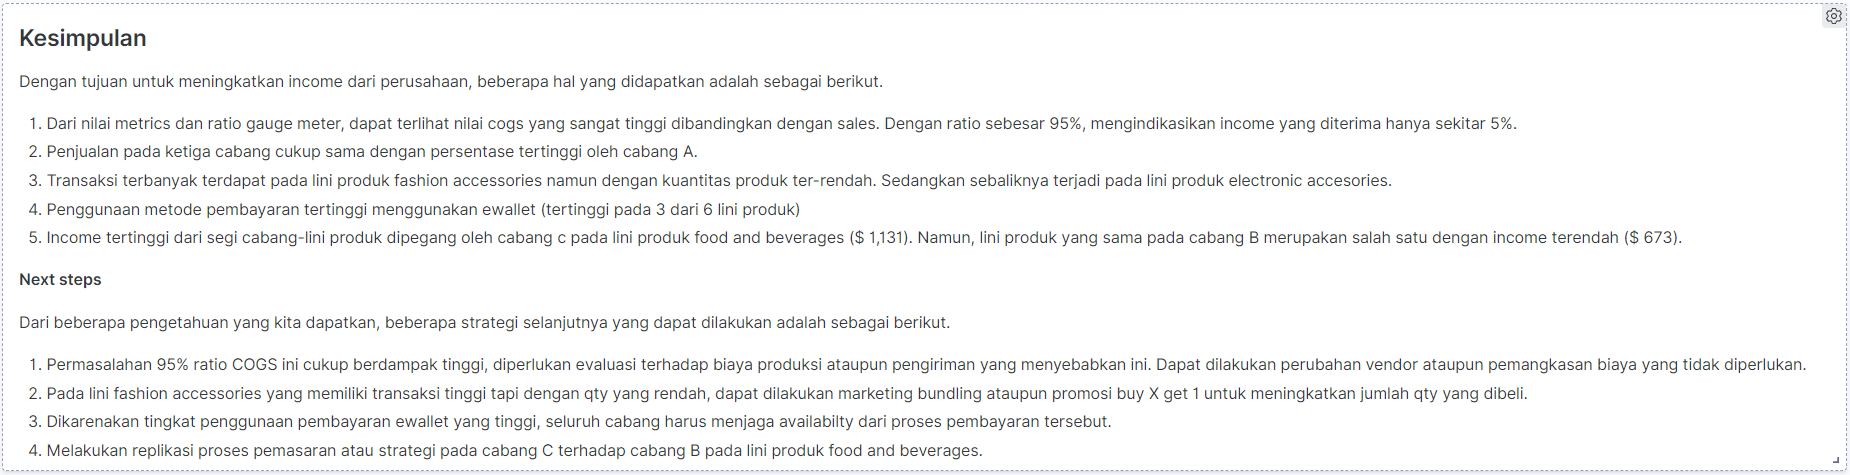 Kesimpulan
Dengan tujuan untuk meningkatkan income dari perusahaan, beberapa hal yang didapatkan adalah sebagai berikut.
1. Dari nilai metrics dan ratio gauge meter, dapat terlihat nilai cogs yang sangat tinggi dibandingkan dengan sales. Dengan ratio sebesar 95%, mengindikasikan income yang diterima hanya sekitar 5%.
2. Penjualan pada ketiga cabang cukup sama dengan persentase tertinggi oleh cabang A.
3. Transaksi terbanyak terdapat pada lini produk fashion accessories namun dengan kuantitas produk ter-rendah. Sedangkan sebaliknya terjadi pada lini produk electronic accesories.
4. Penggunaan metode pembayaran tertinggi menggunakan ewallet (tertinggi pada 3 dari 6 lini produk)
5. Income tertinggi dari segi cabang-lini produk dipegang oleh cabang c pada lini produk food and beverages ($ 1,131). Namun, lini produk yang sama pada cabang B merupakan salah satu dengan income terendah ($ 673).
Next steps
Dari beberapa pengetahuan yang kita dapatkan, beberapa strategi selanjutnya yang dapat dilakukan adalah sebagai berikut.
1. Permasalahan 95% ratio COGS ini cukup berdampak tinggi, diperlukan evaluasi terhadap biaya produksi ataupun pengiriman yang menyebabkan ini. Dapat dilakukan perubahan vendor ataupun pemangkasan biaya yang tidak diperlukan.
2. Pada lini fashion accessories yang memiliki transaksi tinggi tapi dengan qty yang rendah, dapat dilakukan marketing bundling ataupun promosi buy X get 1 untuk meningkatkan jumlah qty yang dibeli.
3. Dikarenakan tingkat penggunaan pembayaran ewallet yang tinggi, seluruh cabang harus menjaga availabilty dari proses pembayaran tersebut.
4. Melakukan replikasi proses pemasaran atau strategi pada cabang C terhadap cabang B pada lini produk food and beverages.